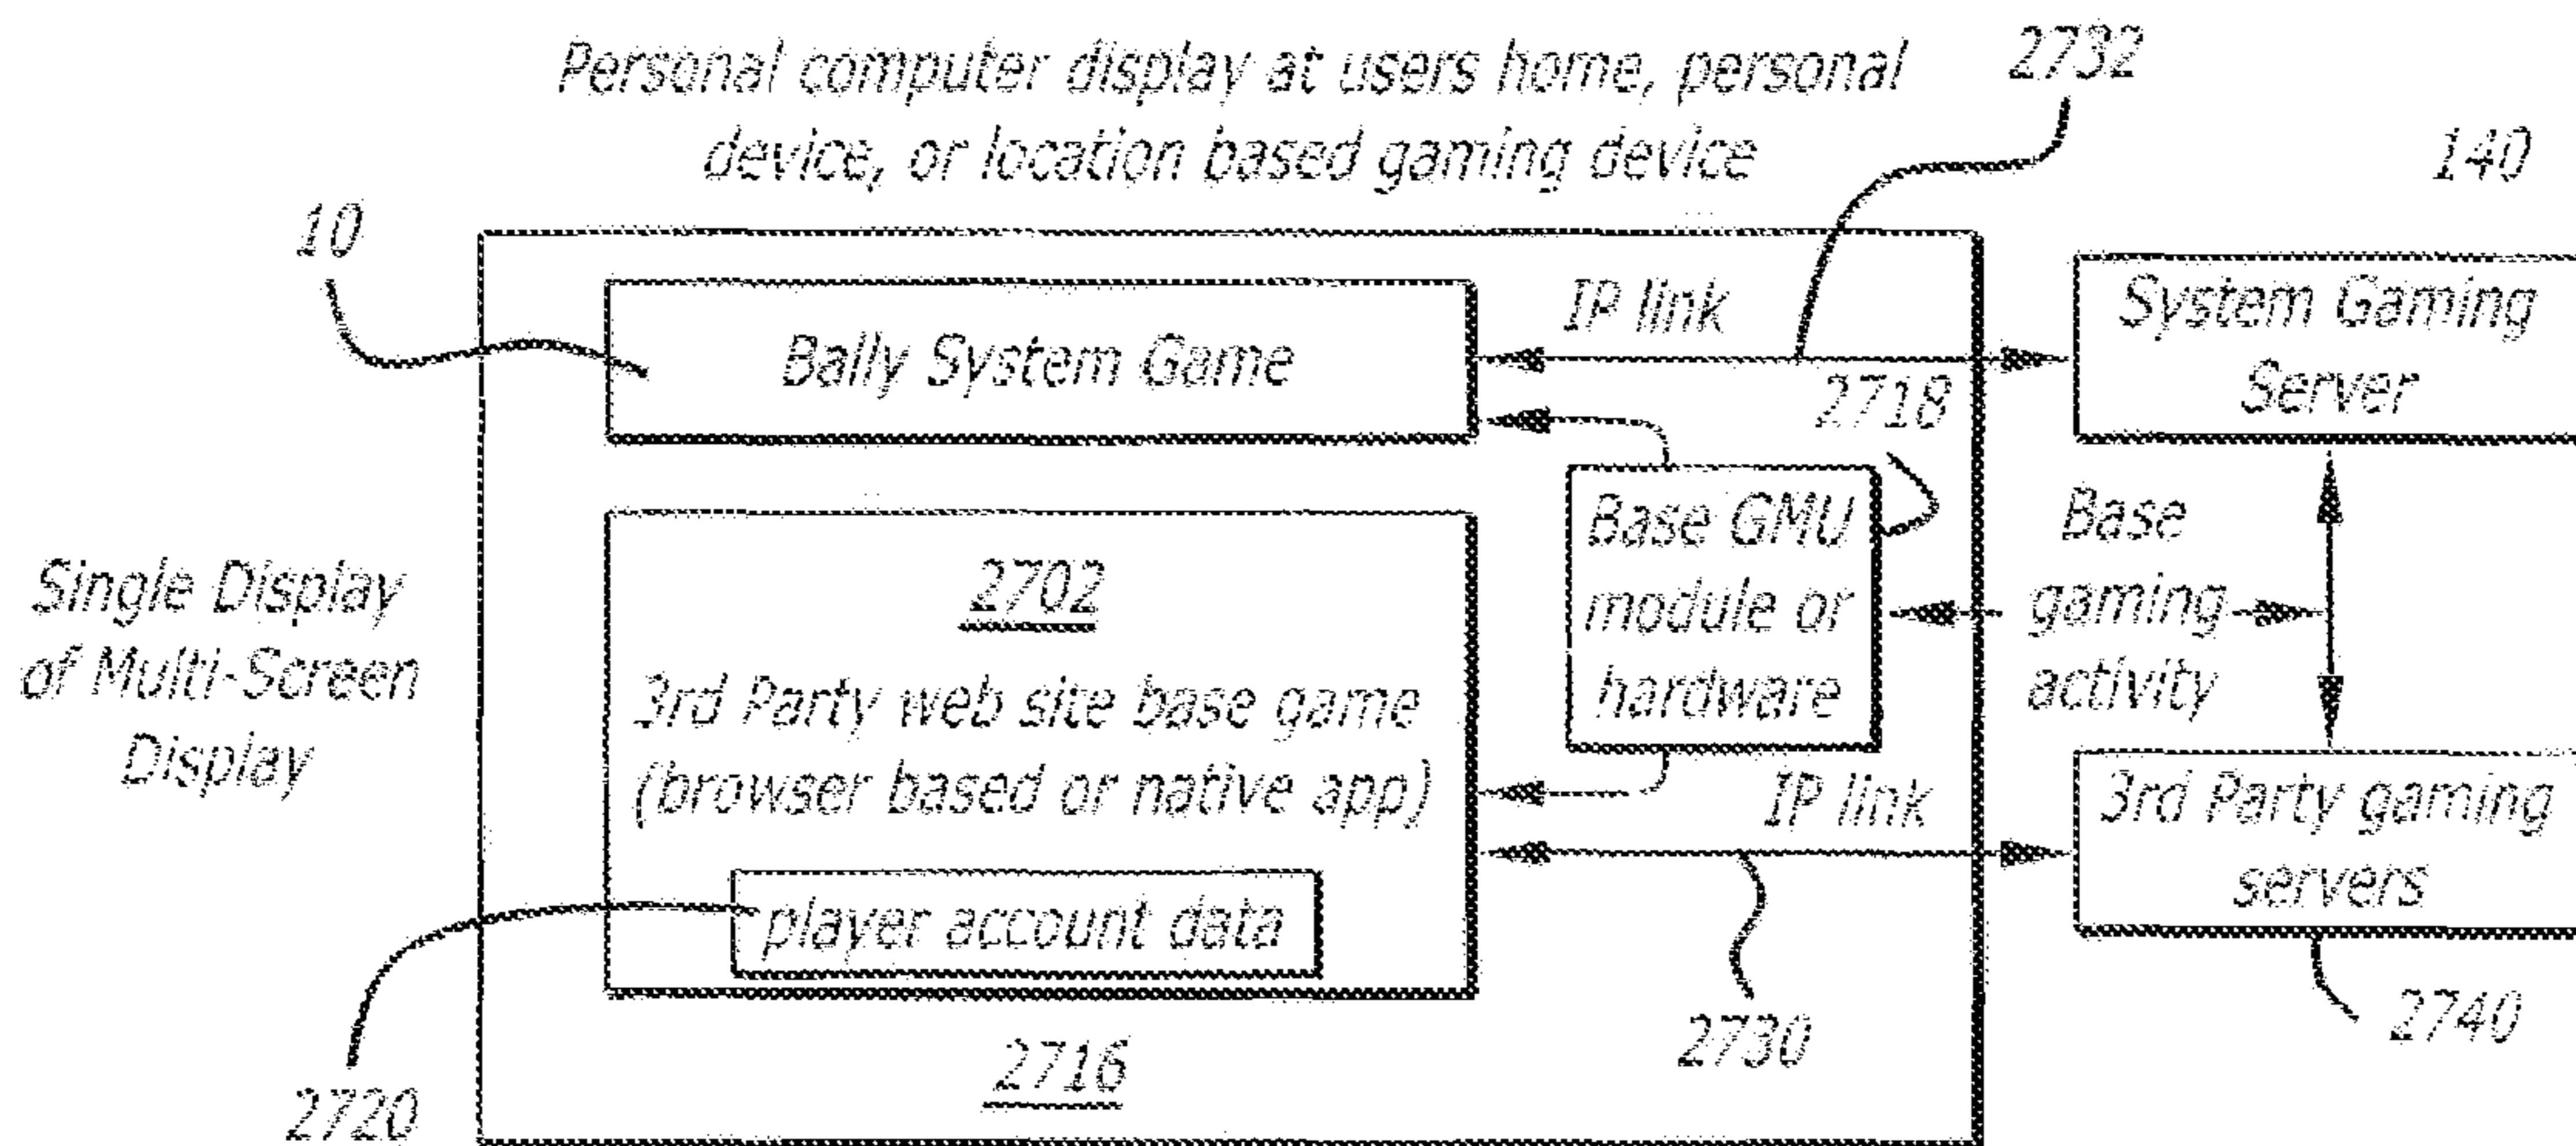 Personal computer display at users home, personal
device, or location based gaming device
2732
140
10
Bally System Game
IP link
System Gaming
Server
2718
Single Display
of Multi-Screen
Display
2702
3rd Party web site base game
(browser based or native app)
player account data
Base GMU
module or
hardware
Base
gaming
activity
IP link
3rd Party gaming
servers
2716
2730
2740
2720